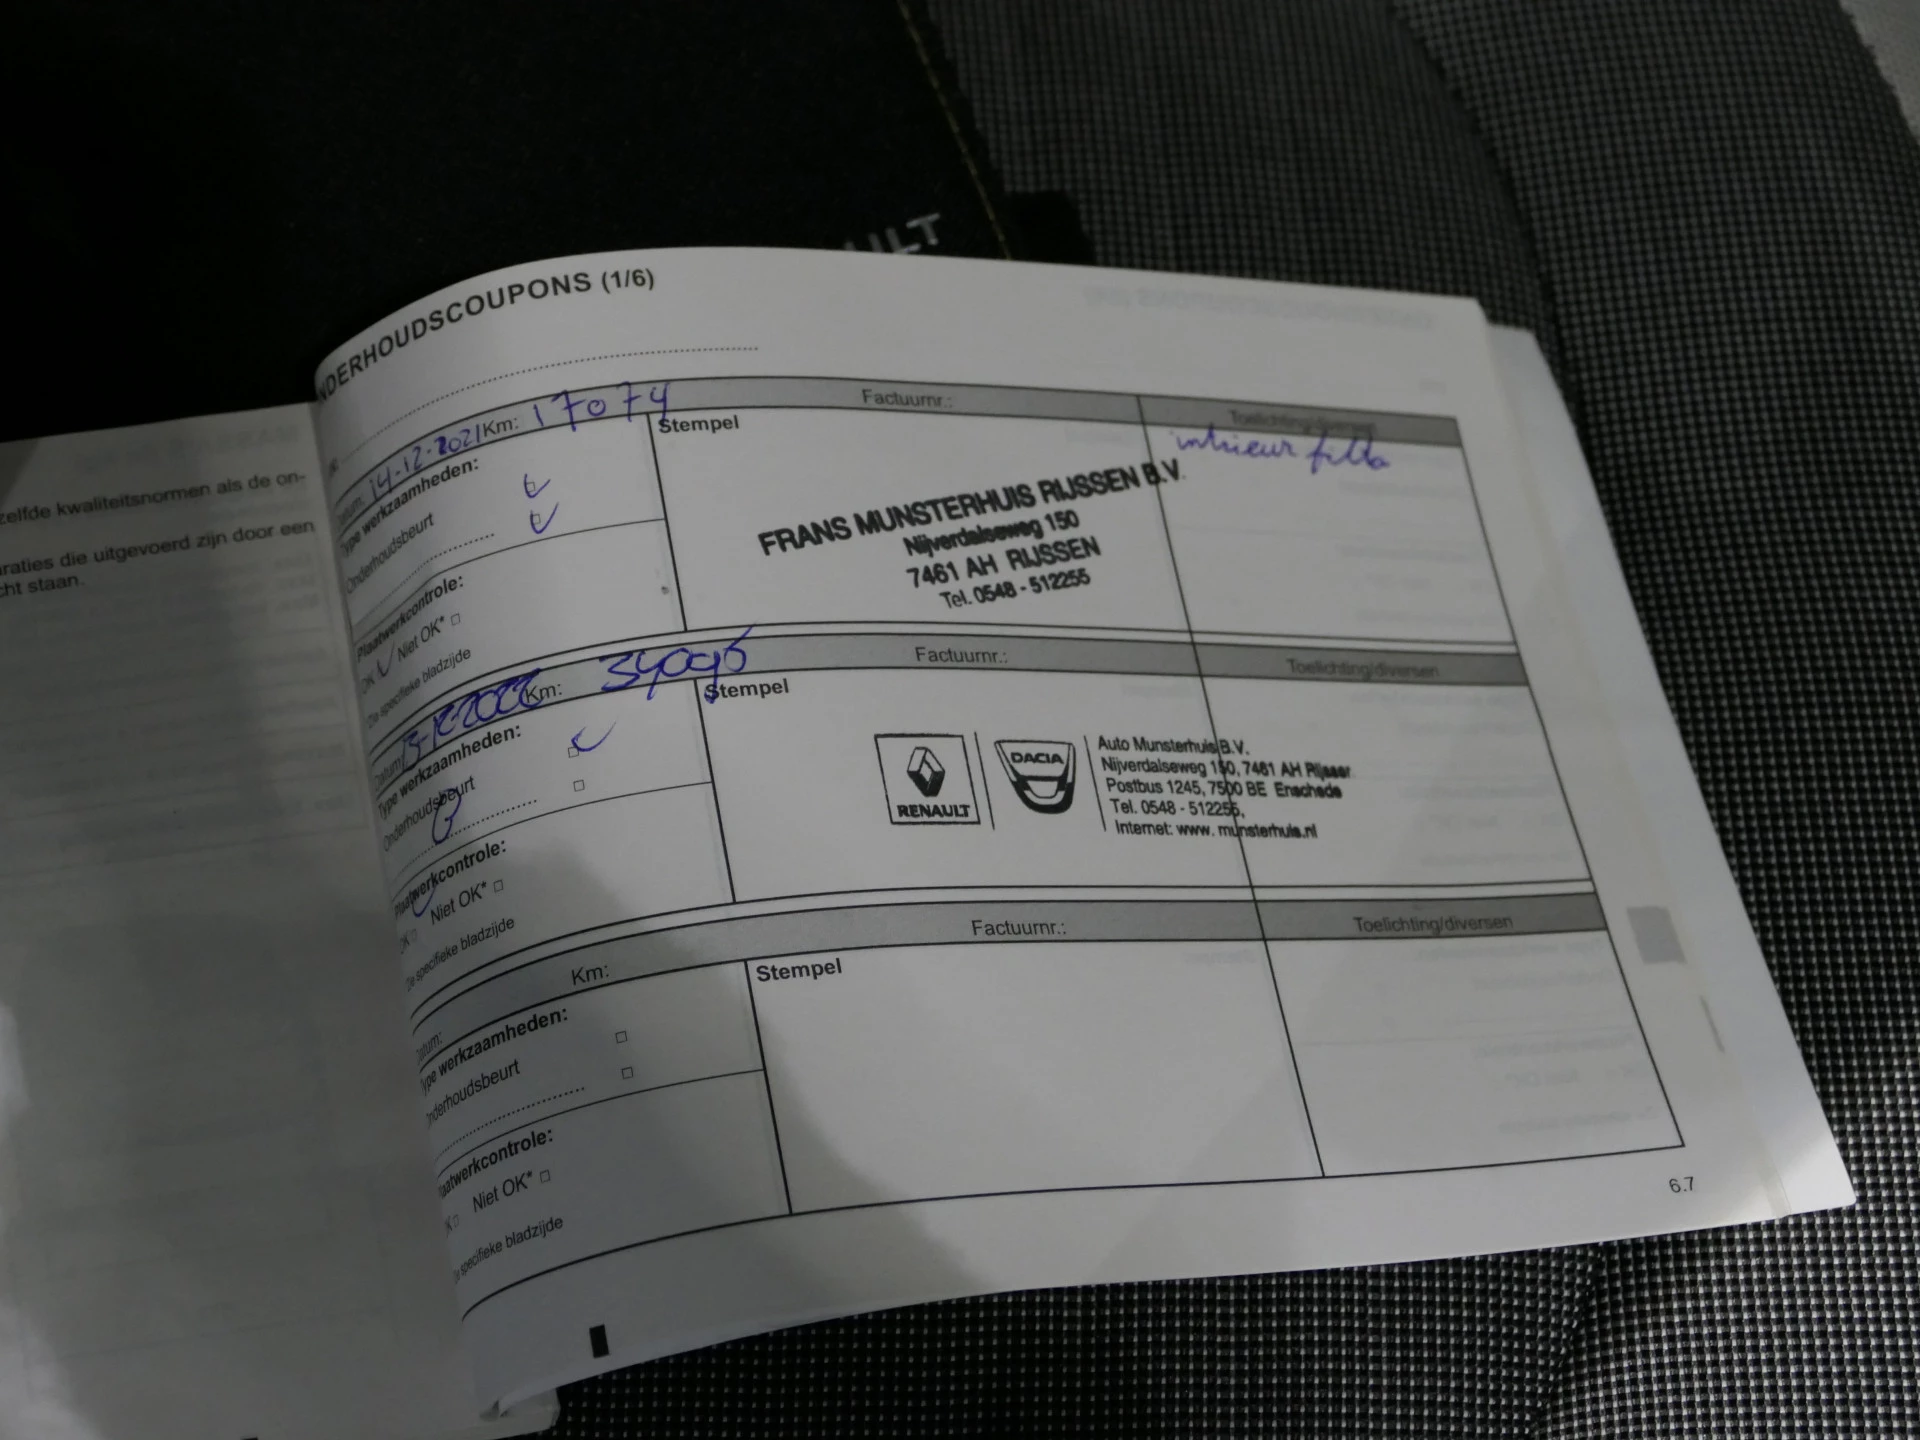 ULT
NDERHOUDSCOUPONS (1/6)
zelfde kwaliteitsnormen als de on-
raties die uitgevoerd zijn door een
cht staan.
Datum: 14-12-2021 Km: 17074 Factuurnr.: Toelichting/diversen
Type werkzaamheden:
Onderhoudsbeurt
Plaatwerkcontrole:
OK Niet OK*
Zie specifieke bladzijde
Stempel
FRANS MUNSTERHUIS RIJSSEN B.V.
Nijverdalseweg 150
7461 AH RIJSSEN
Tel. 0548 - 512255
intrieur filto
Datum: Km: 34096 Factuurnr.: Toelichting/diversen
Type werkzaamheden:
Onderhoudsbeurt
Plaatwerkcontrole:
OK Niet OK*
Zie specifieke bladzijde
Stempel
RENAULT
DACIA
Auto Munsterhuis B.V.
Nijverdalseweg 150, 7461 AH Rijssen
Postbus 1245, 7500 BE Enschede
Tel. 0548 - 512255,
Internet: www. munsterhuis.nl
Datum: Km: Factuurnr.: Toelichting/diversen
Type werkzaamheden:
Onderhoudsbeurt
Plaatwerkcontrole:
OK Niet OK*
Zie specifieke bladzijde
Stempel
6.7